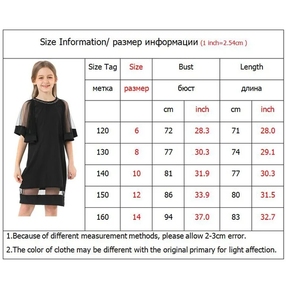 Size Information/ размер информации (1 inch=2.54cm )
Size Tag Size Bust Length
метка размер бюст длина
cm inch cm inch
120 6 72 28.3 71 28.0
130 8 77 30.3 74 29.1
140 10 81 31.9 77 30.3
150 12 86 33.9 80 31.5
160 14 94 37.0 83 32.7
1.Because of different measurement methods, please allow 2-3cm error.
2.The color of clothe may be different with the original primary for light affection.